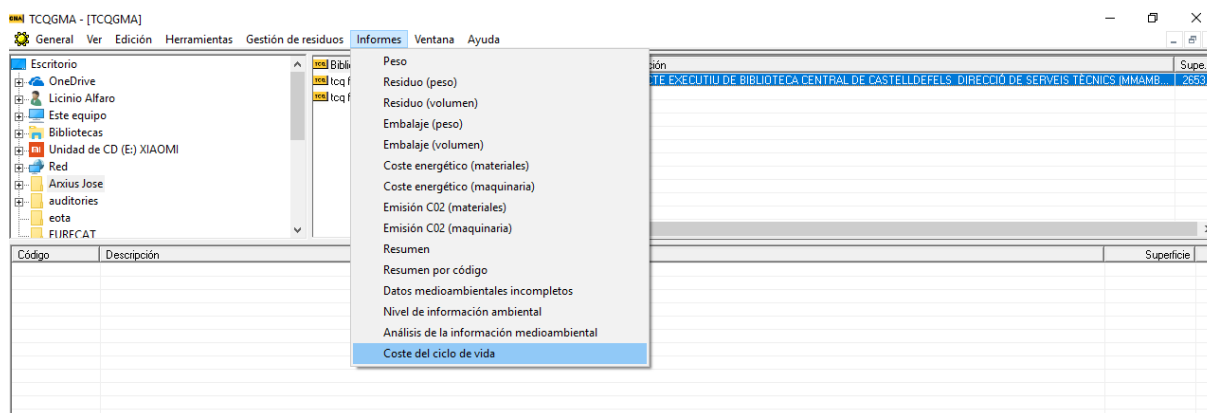 TCQGMA - [TCQGMA]
General Ver Edición Herramientas Gestión de residuos Informes Ventana Ayuda
Escritorio
OneDrive
Licinio Alfaro
Este equipo
Bibliotecas
Unidad de CD (E:) XIAOMI
Red
Arxius Jose
auditories
eota
EURECAT
Peso
Residuo (peso)
Residuo (volumen)
Embalaje (peso)
Embalaje (volumen)
Coste energético (materiales)
Coste energético (maquinaria)
Emisión C02 (materiales)
Emisión C02 (maquinaria)
Resumen
Resumen por código
Datos medioambientales incompletos
Nivel de información ambiental
Análisis de la información medioambiental
Coste del ciclo de vida
Supe.
EXECUTIU DE BIBLIOTECA CENTRAL DE CASTELLDEFELS DIRECCIÓ DE SERVEIS TÈCNICS (MMAMB... 2653
Código Descripción Superficie